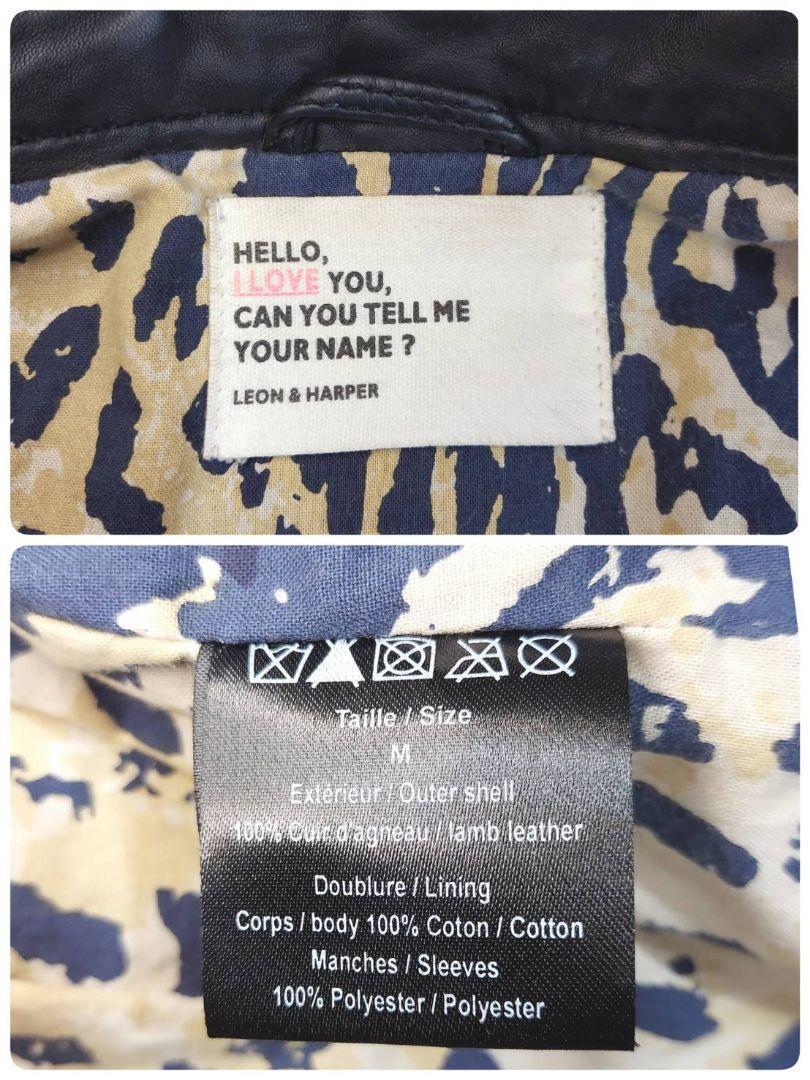 HELLO,
I LOVE YOU,
CAN YOU TELL ME
YOUR NAME ?
LEON & HARPER
Taille / Size
M
Extérieur / Outer shell
100% Cuir d'agneau / lamb leather
Doublure / Lining
Corps / body 100% Coton / Cotton
Manches / Sleeves
100% Polyester / Polyester